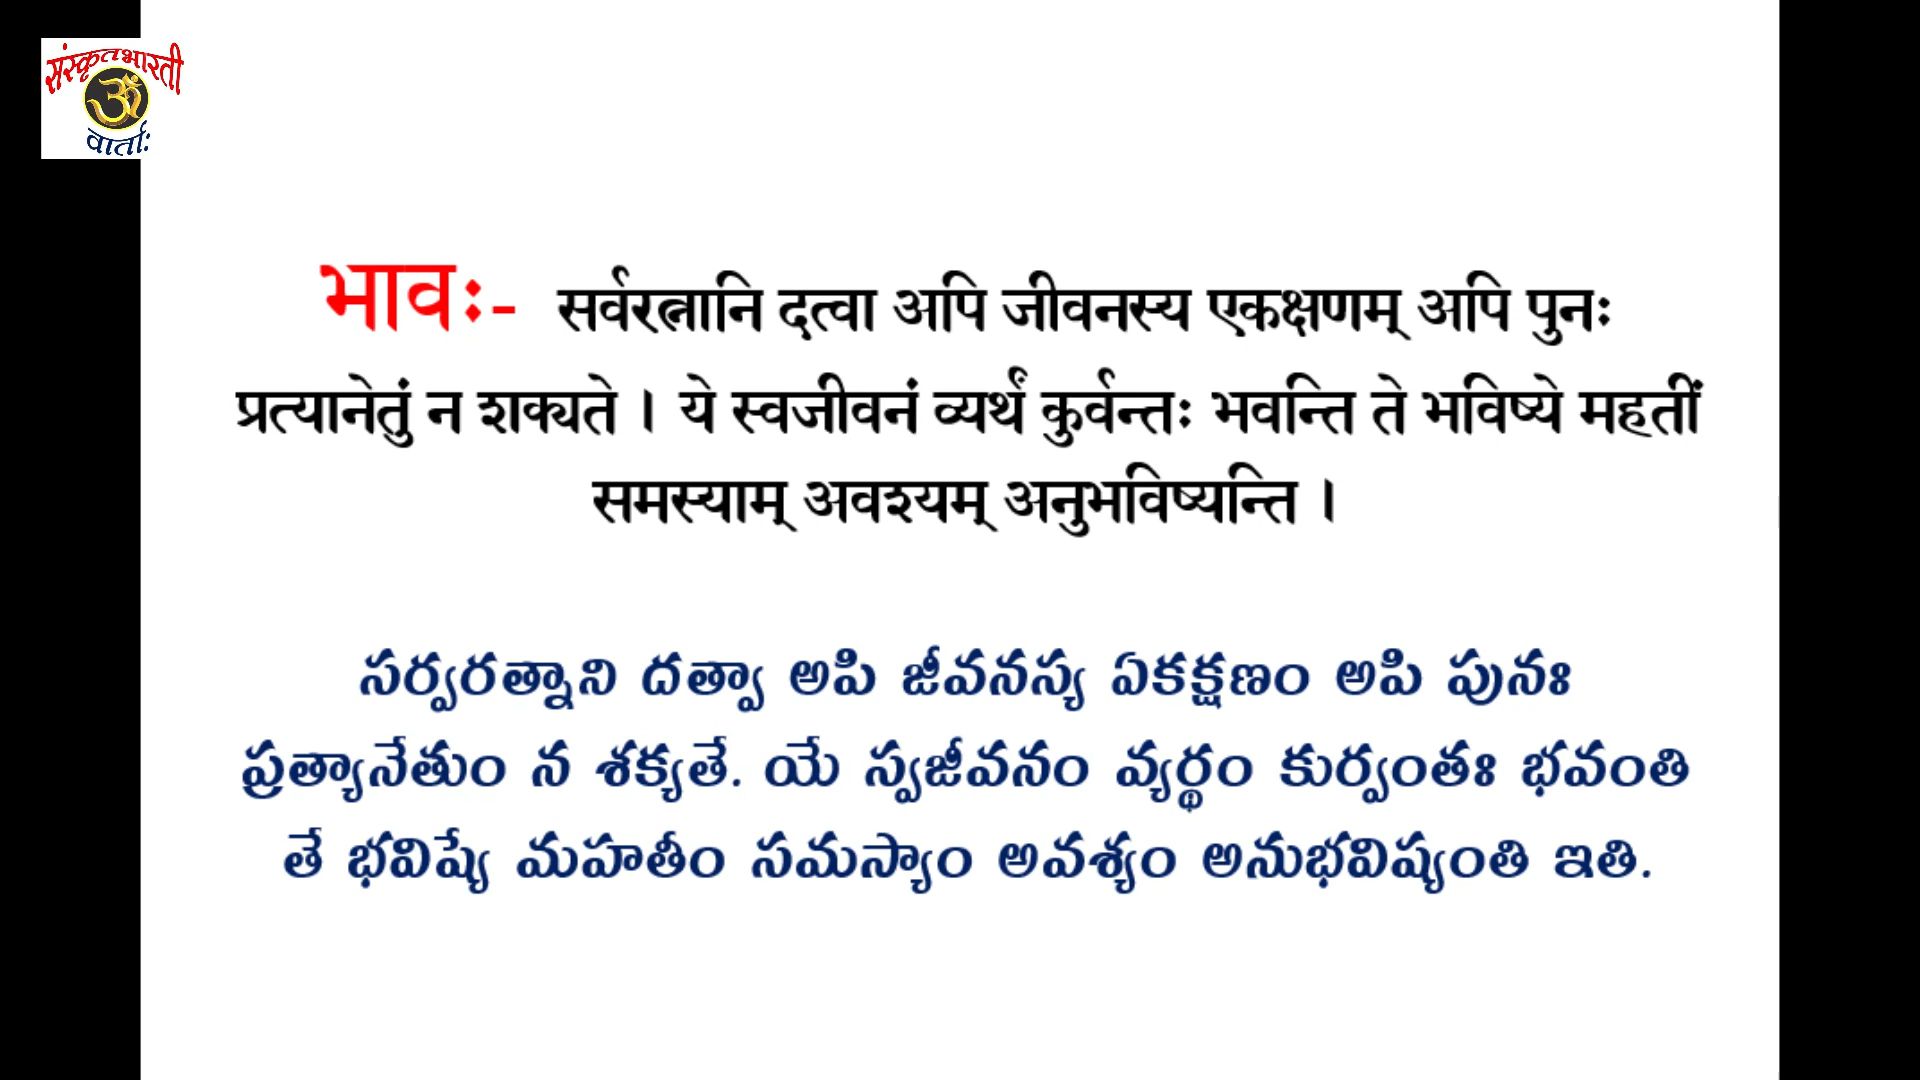 संस्कृतभारती
वार्ताः
भावः- सर्वरत्नानि दत्वा अपि जीवनस्य एकक्षणम् अपि पुनः
प्रत्यानेतुं न शक्यते । ये स्वजीवनं व्यर्थं कुर्वन्तः भवन्ति ते भविष्ये महतीं
समस्याम् अवश्यम् अनुभविष्यन्ति ।
సర్వరత్నాని దత్వా అపి జీవనస్య ఏకక్షణం అపి పునః
ప్రత్యానేతుం న శక్యతే. యే స్వజీవనం వ్యర్థం కుర్వంతః భవంతి
తే భవిష్యే మహతీం సమస్యాం అవశ్యం అనుభవిష్యంతి ఇతి.